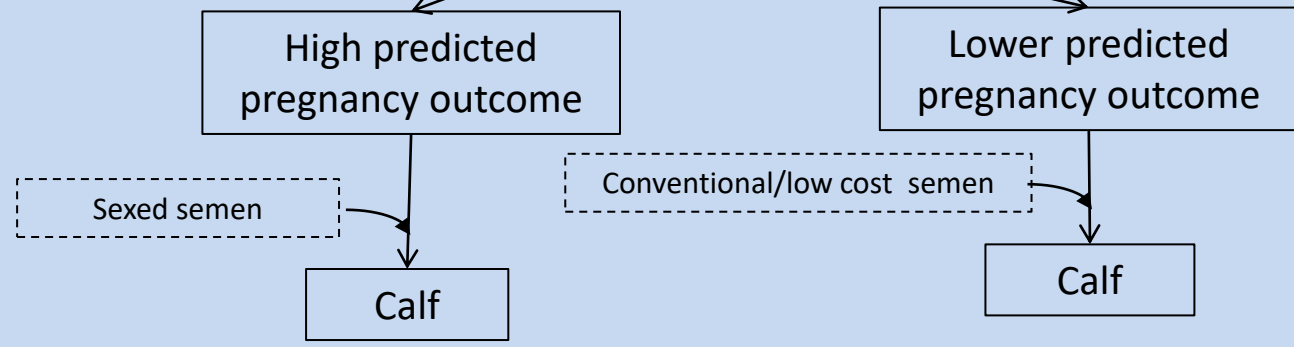 High predicted
pregnancy outcome
Lower predicted
pregnancy outcome
Sexed semen
Conventional/low cost  semen
Calf
Calf